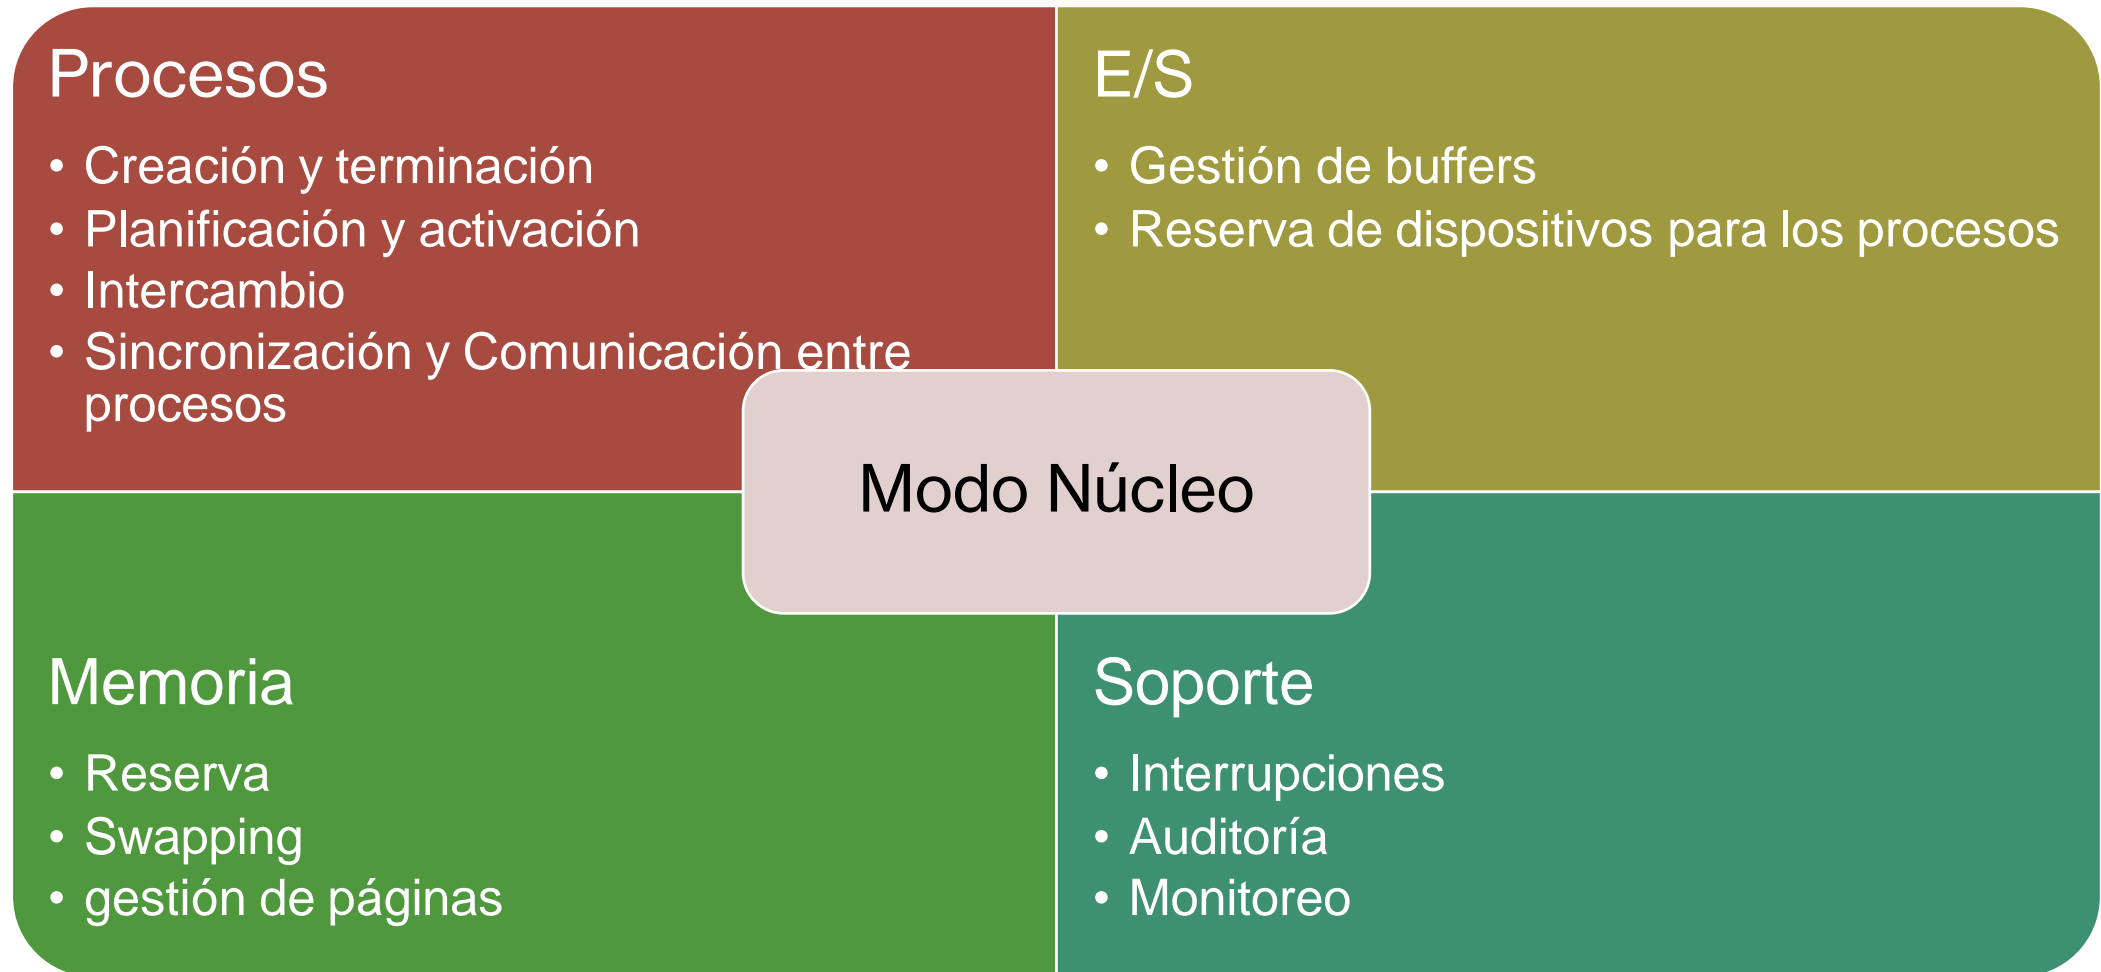 Procesos
• Creación y terminación
• Planificación y activación
• Intercambio
• Sincronización y Comunicación entre
procesos
E/S
• Gestión de buffers
• Reserva de dispositivos para los procesos
Modo Núcleo
Memoria
• Reserva
• Swapping
• gestión de páginas
Soporte
• Interrupciones
• Auditoría
• Monitoreo